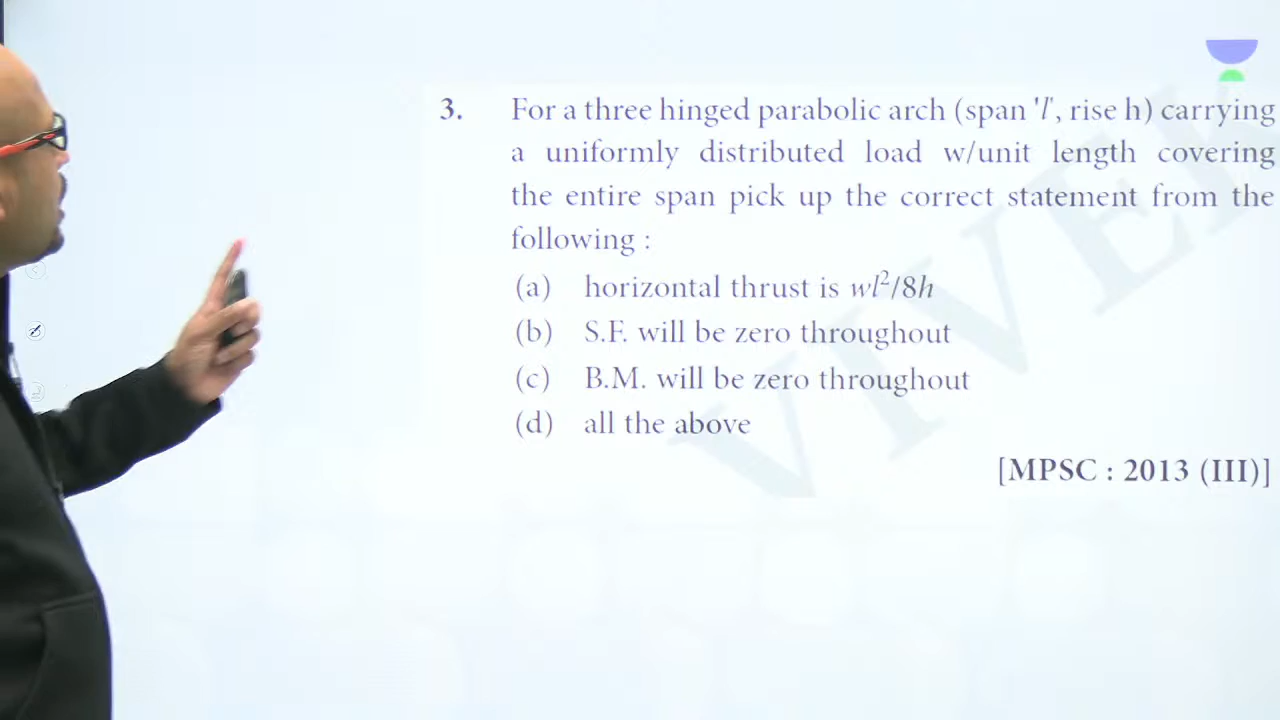 3. For a three hinged parabolic arch (span 'l', rise h) carrying
a uniformly distributed load w/unit length covering
the entire span pick up the correct statement from the
following :
(a) horizontal thrust is wl²/8h
(b) S.F. will be zero throughout
(c) B.M. will be zero throughout
(d) all the above
[MPSC : 2013 (III)]
VIVEK